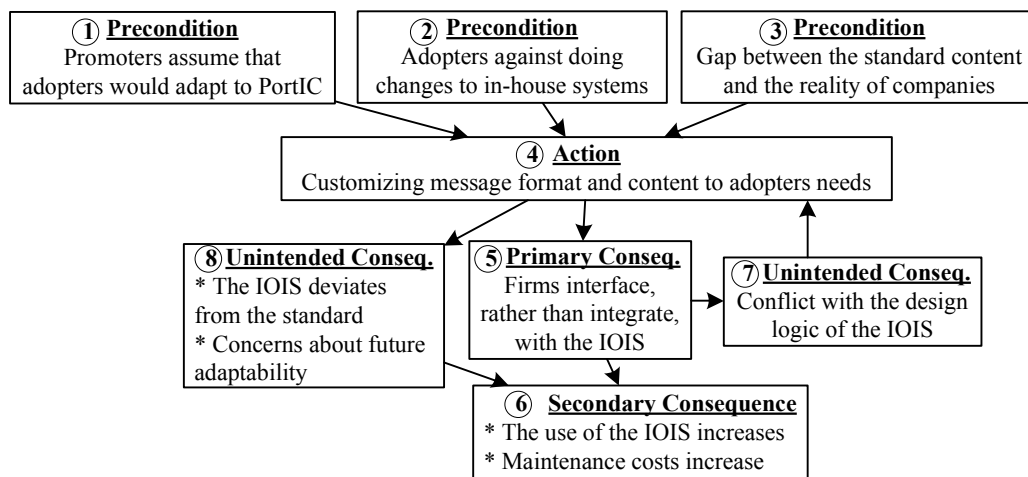 1 Precondition
Promoters assume that
adopters would adapt to PortIC
2 Precondition
Adopters against doing
changes to in-house systems
3 Precondition
Gap between the standard content
and the reality of companies
4 Action
Customizing message format and content to adopters needs
8 Unintended Conseq.
* The IOIS deviates
from the standard
* Concerns about future
adaptability
5 Primary Conseq.
Firms interface,
rather than integrate,
with the IOIS
7 Unintended Conseq.
Conflict with the design
logic of the IOIS
6 Secondary Consequence
* The use of the IOIS increases
* Maintenance costs increase